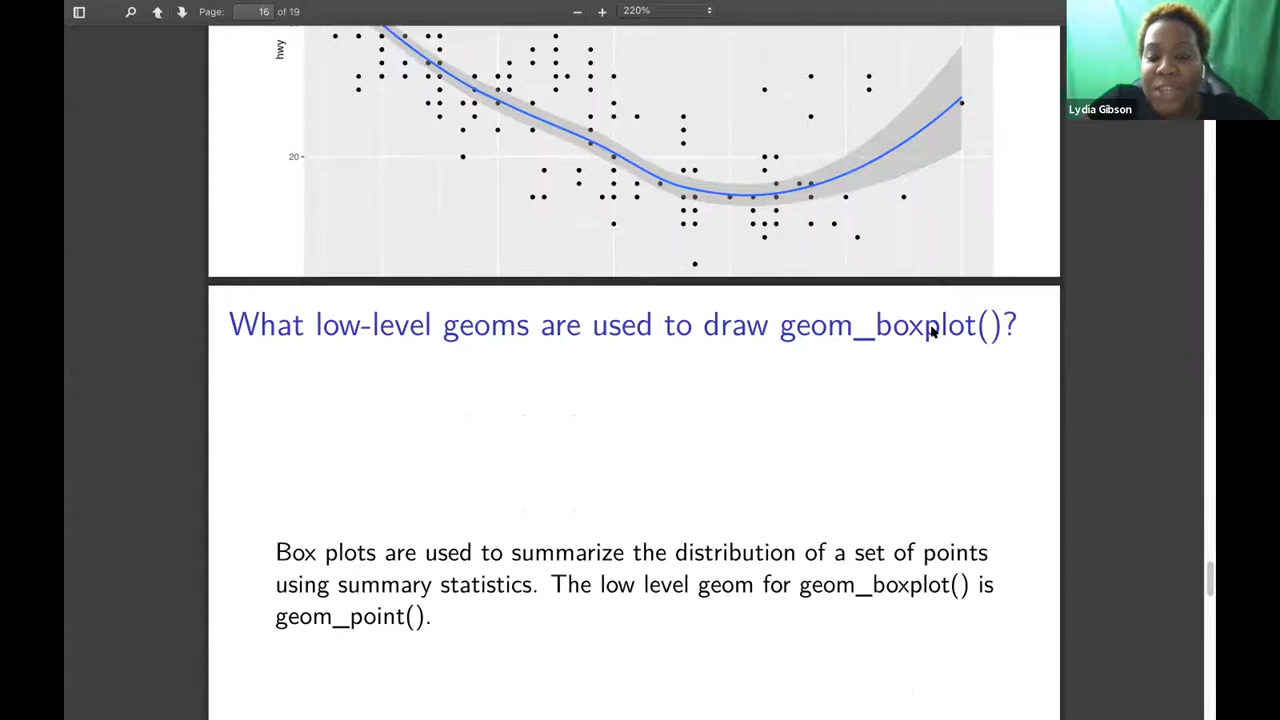 Page: 16 of 19
220%
hwy
20
Lydia Gibson
What low-level geoms are used to draw geom_boxplot()?
Box plots are used to summarize the distribution of a set of points
using summary statistics. The low level geom for geom_boxplot() is
geom_point().